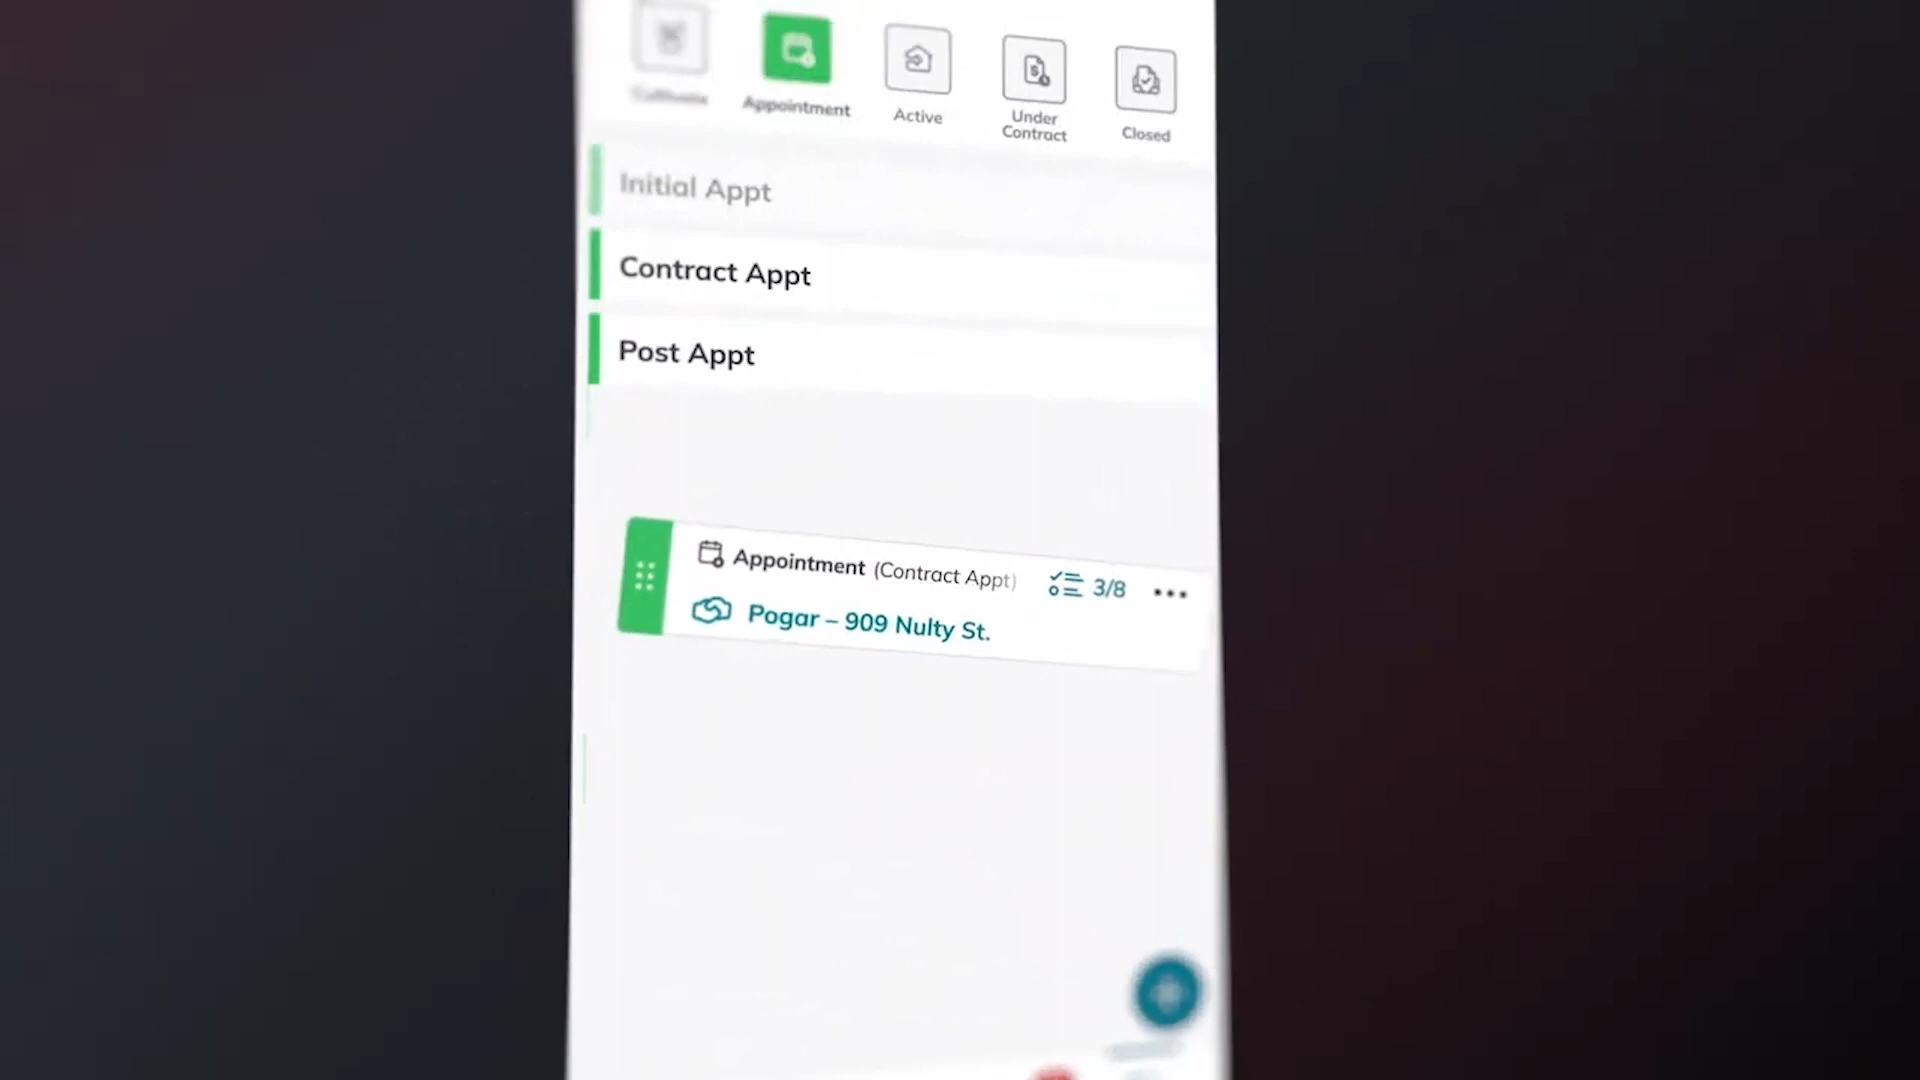 Cultivate
Appointment
Active
Under
Contract
Closed
Initial Appt
Contract Appt
Post Appt
Appointment (Contract Appt) 3/8
Pogar – 909 Nulty St.